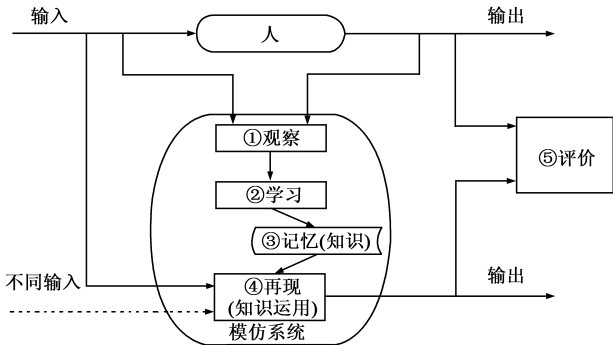 输入
人
输出
①观察
②学习
③记忆(知识)
⑤评价
不同输入
④再现
(知识运用)
输出
模仿系统